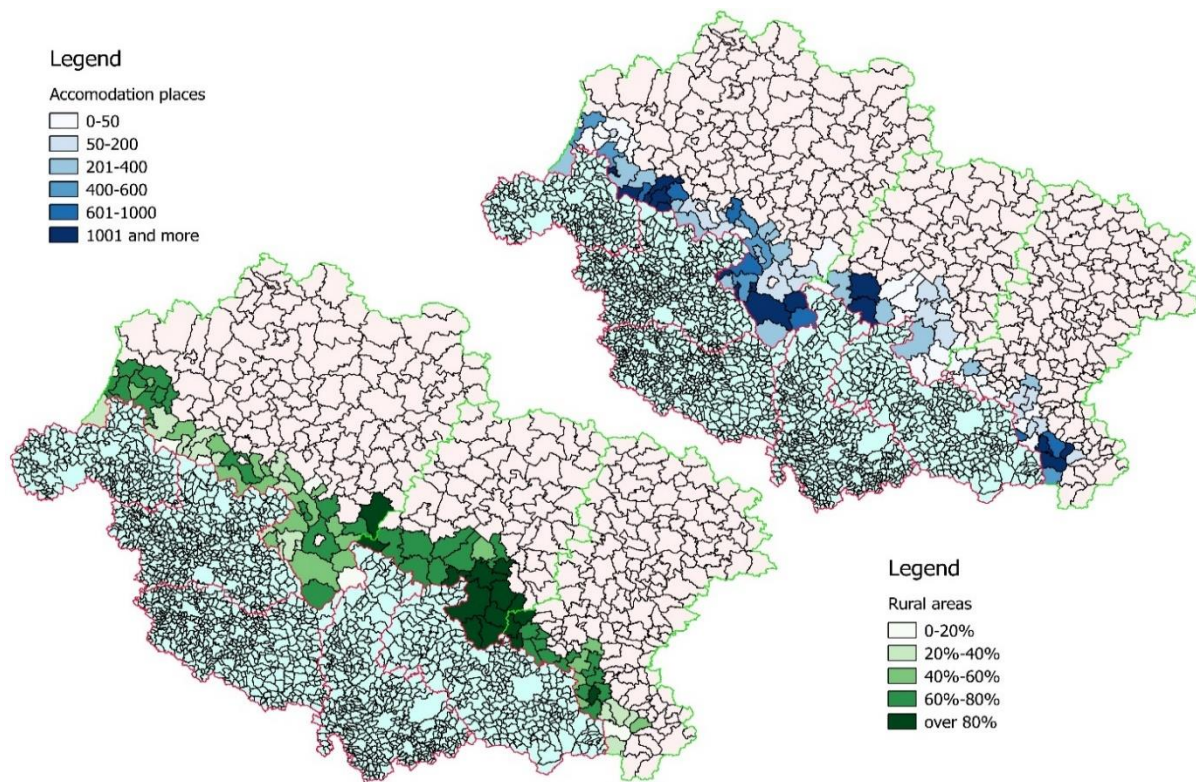 Legend
Accomodation places
0-50
50-200
201-400
400-600
601-1000
1001 and more
Legend
Rural areas
0-20%
20%-40%
40%-60%
60%-80%
over 80%